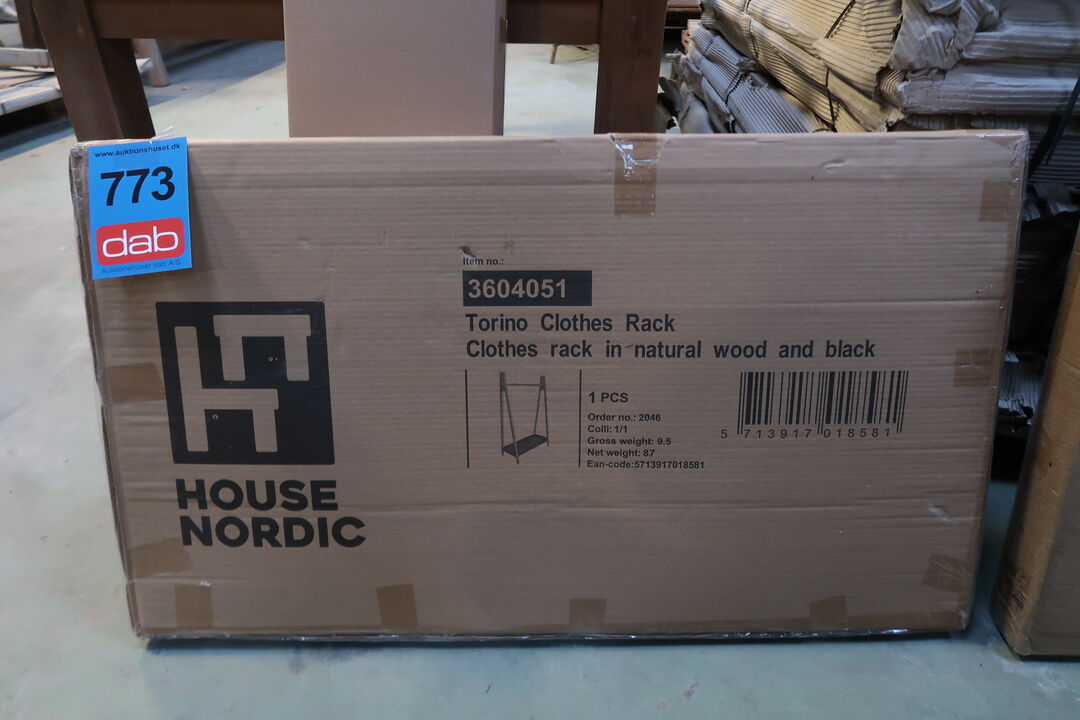 www.auktionshuset.dk
773
dab
Auktionshuset dab A/S
HOUSE
NORDIC
Item no.:
3604051
Torino Clothes Rack
Clothes rack in natural wood and black
1 PCS
Order no.: 2046
Colli: 1/1
Gross weight: 9.5
Net weight: 8.7
Ean-code:5713917018581
5 713917 018581